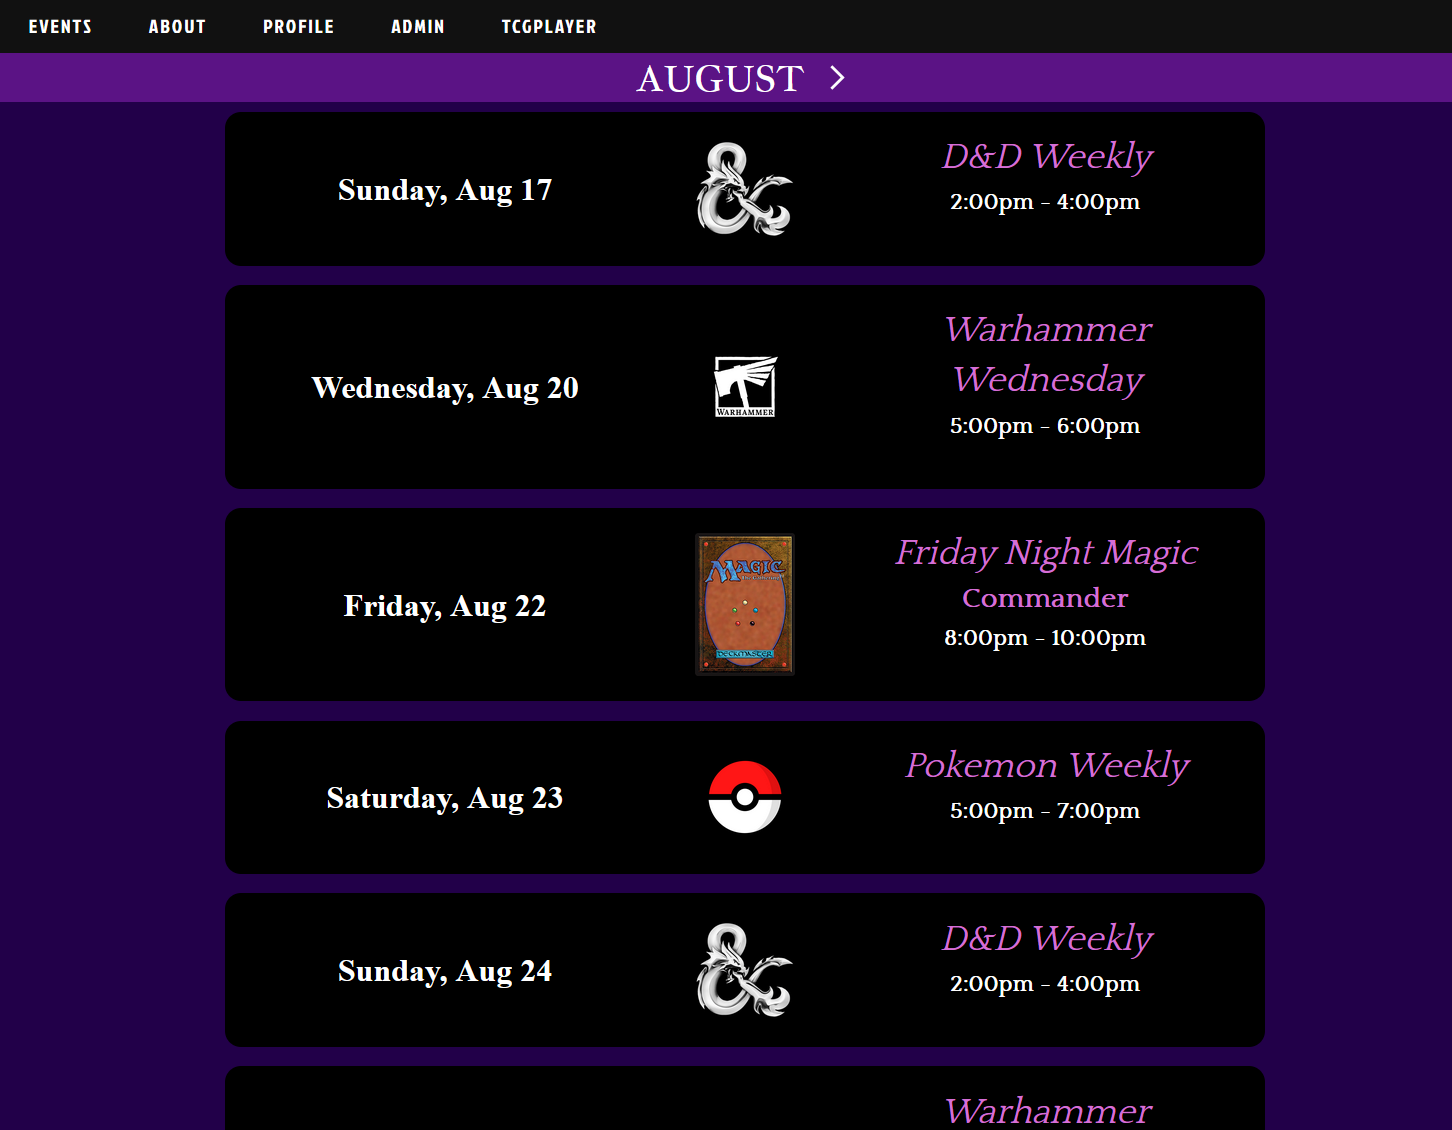 EVENTS ABOUT PROFILE ADMIN TCGPLAYER
AUGUST
Sunday, Aug 17
D&D Weekly
2:00pm - 4:00pm
Wednesday, Aug 20
WARHAMMER
Warhammer
Wednesday
5:00pm - 6:00pm
Friday, Aug 22
MAGIC
DECKMASTER
Friday Night Magic
Commander
8:00pm - 10:00pm
Saturday, Aug 23
Pokemon Weekly
5:00pm - 7:00pm
Sunday, Aug 24
D&D Weekly
2:00pm - 4:00pm
Warhammer